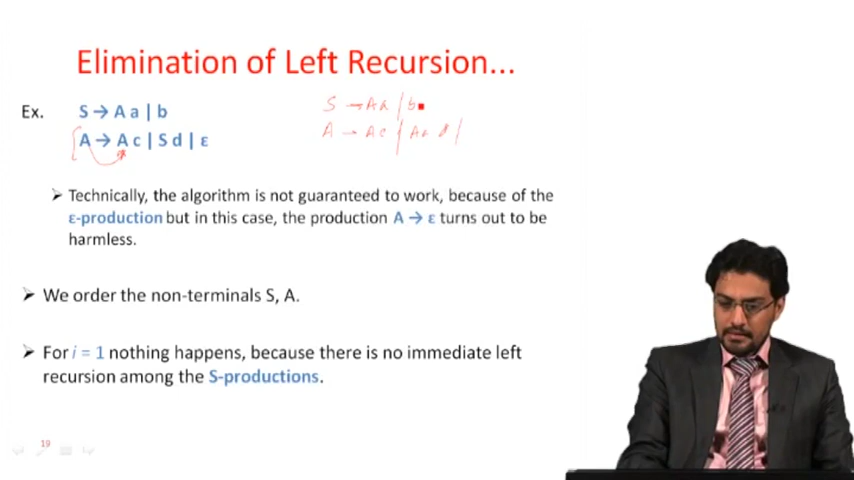 Elimination of Left Recursion...
Ex. S → A a | b
S → Aa | b
A → A c | S d | ε
A → Ac | Aa d |
➢ Technically, the algorithm is not guaranteed to work, because of the
ε-production but in this case, the production A → ε turns out to be
harmless.
➢ We order the non-terminals S, A.
➢ For i = 1 nothing happens, because there is no immediate left
recursion among the S-productions.
19